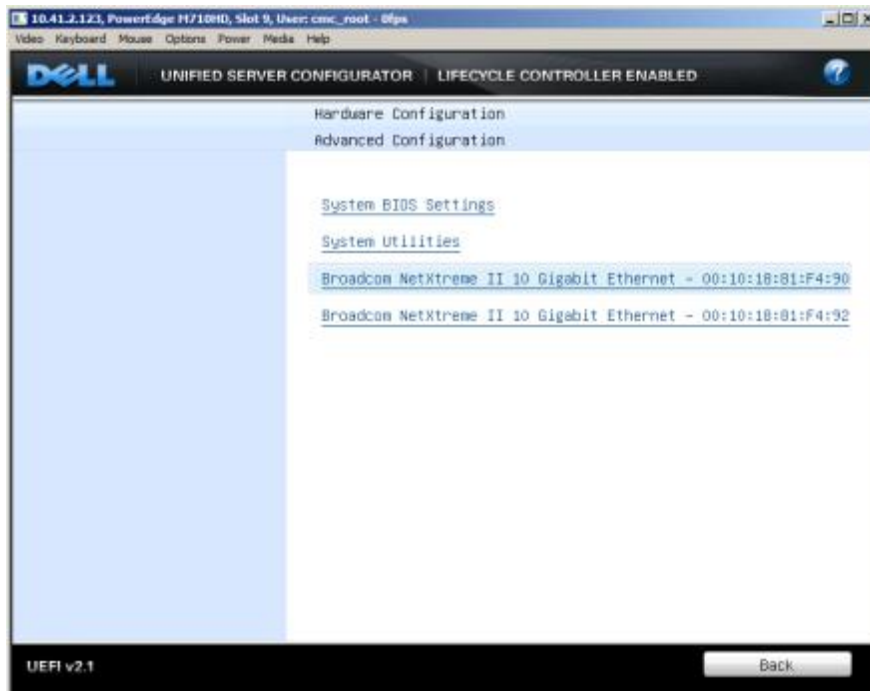 10.41.2.123, PowerEdge M710HD, Slot 9, User: cmc_root - 0fps
Video Keyboard Mouse Options Power Media Help
DELL UNIFIED SERVER CONFIGURATOR | LIFECYCLE CONTROLLER ENABLED ?
Hardware Configuration
Advanced Configuration
System BIOS Settings
System Utilities
Broadcom NetXtreme II 10 Gigabit Ethernet - 00:10:18:81:F4:90
Broadcom NetXtreme II 10 Gigabit Ethernet - 00:10:18:81:F4:92
UEFI v2.1 Back